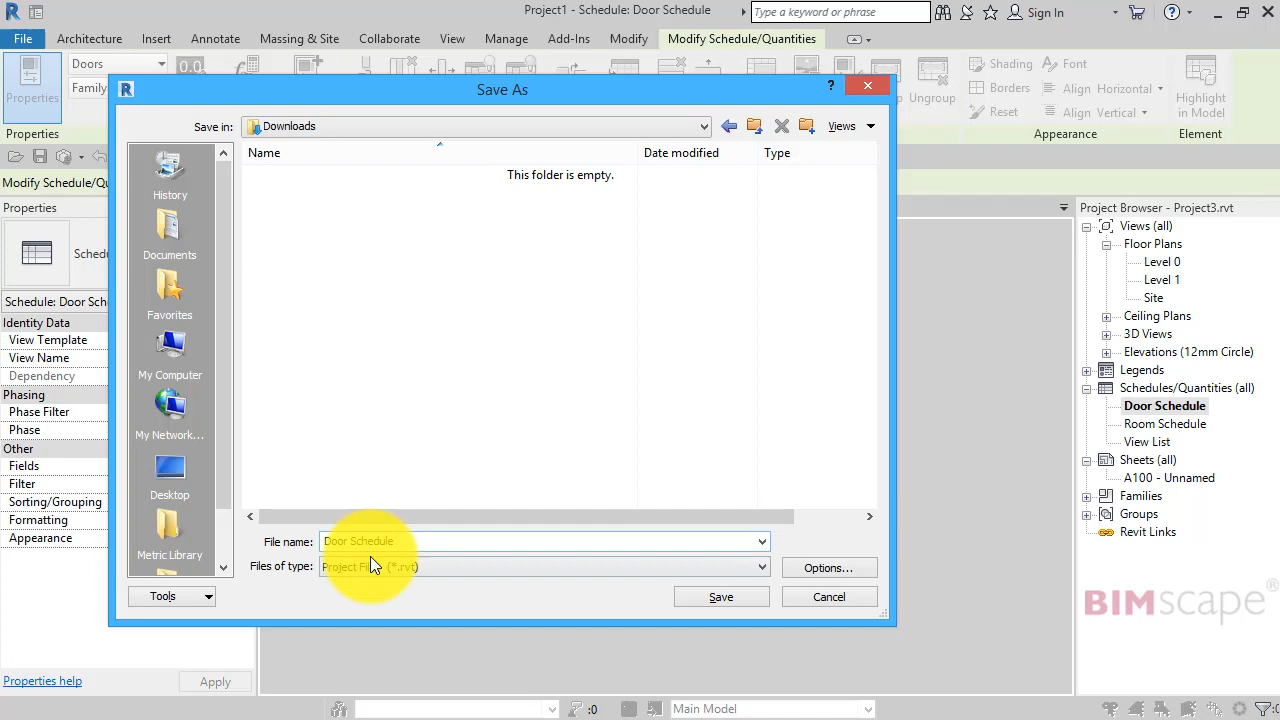 Project1 - Schedule: Door Schedule
Type a keyword or phrase
Sign In
File Architecture Insert Annotate Massing & Site Collaborate View Manage Add-Ins Modify Modify Schedule/Quantities
Properties
Doors
Family
0.0
Ungroup
Shading
Borders
Reset
Font
Align Horizontal
Align Vertical
Highlight
in Model
Properties
Appearance
Element
Modify Schedule/Qu
Properties
Schedu
Schedule: Door Sch
Identity Data
View Template
View Name
Dependency
Phasing
Phase Filter
Phase
Other
Fields
Filter
Sorting/Grouping
Formatting
Appearance
Properties help
Apply
Save As
Save in:
Downloads
Views
Name
Date modified
Type
This folder is empty.
History
Documents
Favorites
My Computer
My Network...
Desktop
Metric Library
File name:
Door Schedule
Files of type:
(*.rvt)
Options...
Tools
Save
Cancel
Project Browser - Project3.rvt
Views (all)
Floor Plans
Level 0
Level 1
Site
Ceiling Plans
3D Views
Elevations (12mm Circle)
Legends
Schedules/Quantities (all)
Door Schedule
Room Schedule
View List
Sheets (all)
A100 - Unnamed
Families
Groups
Revit Links
BIMscape®
:0
Main Model
:0